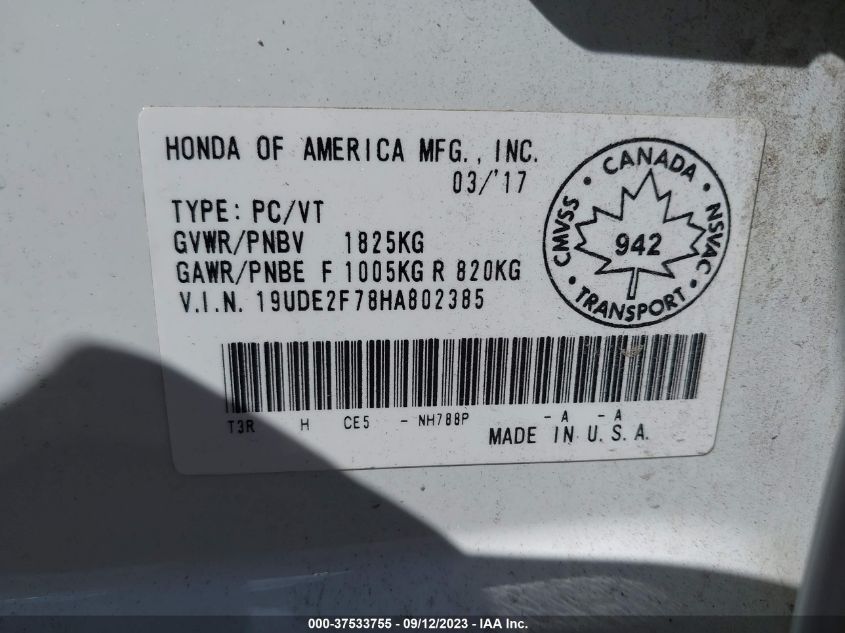 HONDA OF AMERICA MFG., INC.
03/'17
TYPE: PC/VT
GVWR/PNBV 1825KG
GAWR/PNBE F 1005KG R 820KG
V.I.N. 19UDE2F78HA802385
CANADA · NSVAC · TRANSPORT · CMVSS ·
942
T3R H CE5 - NH788P - A - A
MADE IN U.S.A.
000-37533755 - 09/12/2023 - IAA Inc.